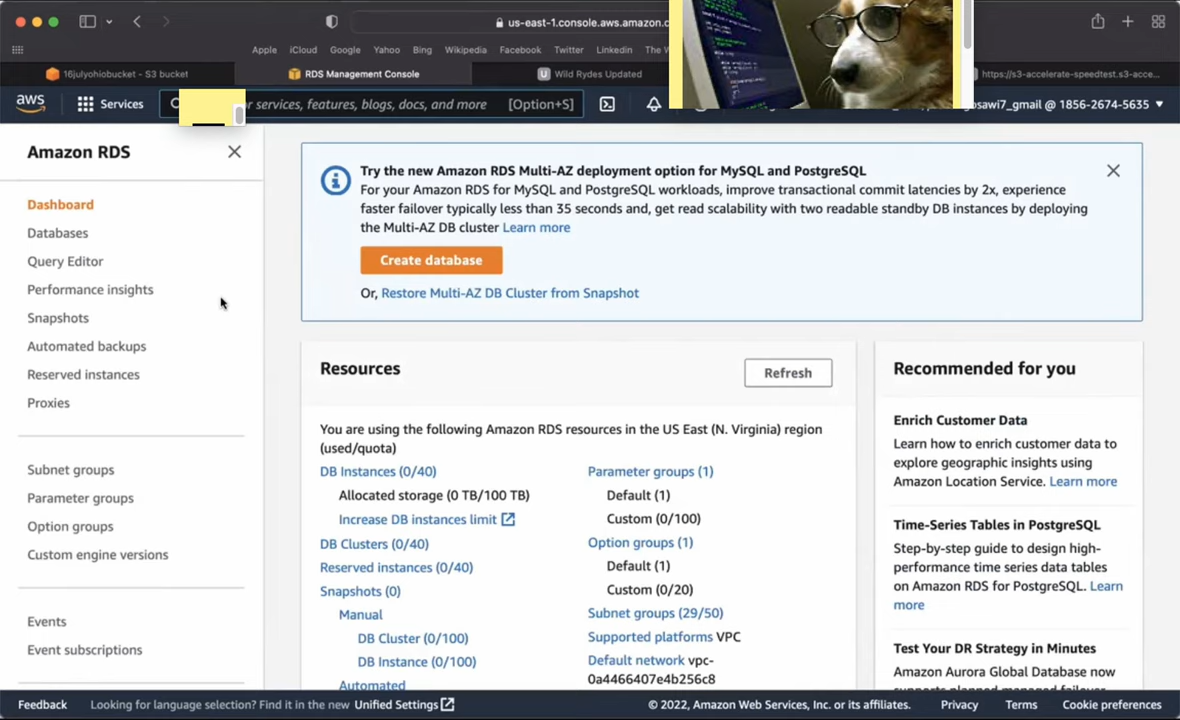 us-east-1.console.aws.amazon.c
Apple iCloud Google Yahoo Bing Wikipedia Facebook Twitter LinkedIn The
16julyohiobucket - S3 bucket
RDS Management Console
Wild Rydes Updated
https://s3-accelerate-speedtest.s3-acce...
aws
Services
r services, features, blogs, docs, and more
[Option+S]
osawi7_gmail @ 1856-2674-5635
Amazon RDS
Dashboard
Databases
Query Editor
Performance insights
Snapshots
Automated backups
Reserved instances
Proxies
Subnet groups
Parameter groups
Option groups
Custom engine versions
Events
Event subscriptions
Try the new Amazon RDS Multi-AZ deployment option for MySQL and PostgreSQL
For your Amazon RDS for MySQL and PostgreSQL workloads, improve transactional commit latencies by 2x, experience
faster failover typically less than 35 seconds and, get read scalability with two readable standby DB instances by deploying
the Multi-AZ DB cluster Learn more
Create database
Or, Restore Multi-AZ DB Cluster from Snapshot
Resources
Refresh
You are using the following Amazon RDS resources in the US East (N. Virginia) region
(used/quota)
DB Instances (0/40)
Allocated storage (0 TB/100 TB)
Increase DB instances limit
DB Clusters (0/40)
Reserved instances (0/40)
Snapshots (0)
Manual
DB Cluster (0/100)
DB Instance (0/100)
Automated
Parameter groups (1)
Default (1)
Custom (0/100)
Option groups (1)
Default (1)
Custom (0/20)
Subnet groups (29/50)
Supported platforms VPC
Default network vpc-
0a4466407e4b256c8
Recommended for you
Enrich Customer Data
Learn how to enrich customer data to
explore geographic insights using
Amazon Location Service. Learn more
Time-Series Tables in PostgreSQL
Step-by-step guide to design high-
performance time series data tables
on Amazon RDS for PostgreSQL. Learn
more
Test Your DR Strategy in Minutes
Amazon Aurora Global Database now
Feedback
Looking for language selection? Find it in the new Unified Settings
© 2022, Amazon Web Services, Inc. or its affiliates.
Privacy
Terms
Cookie preferences